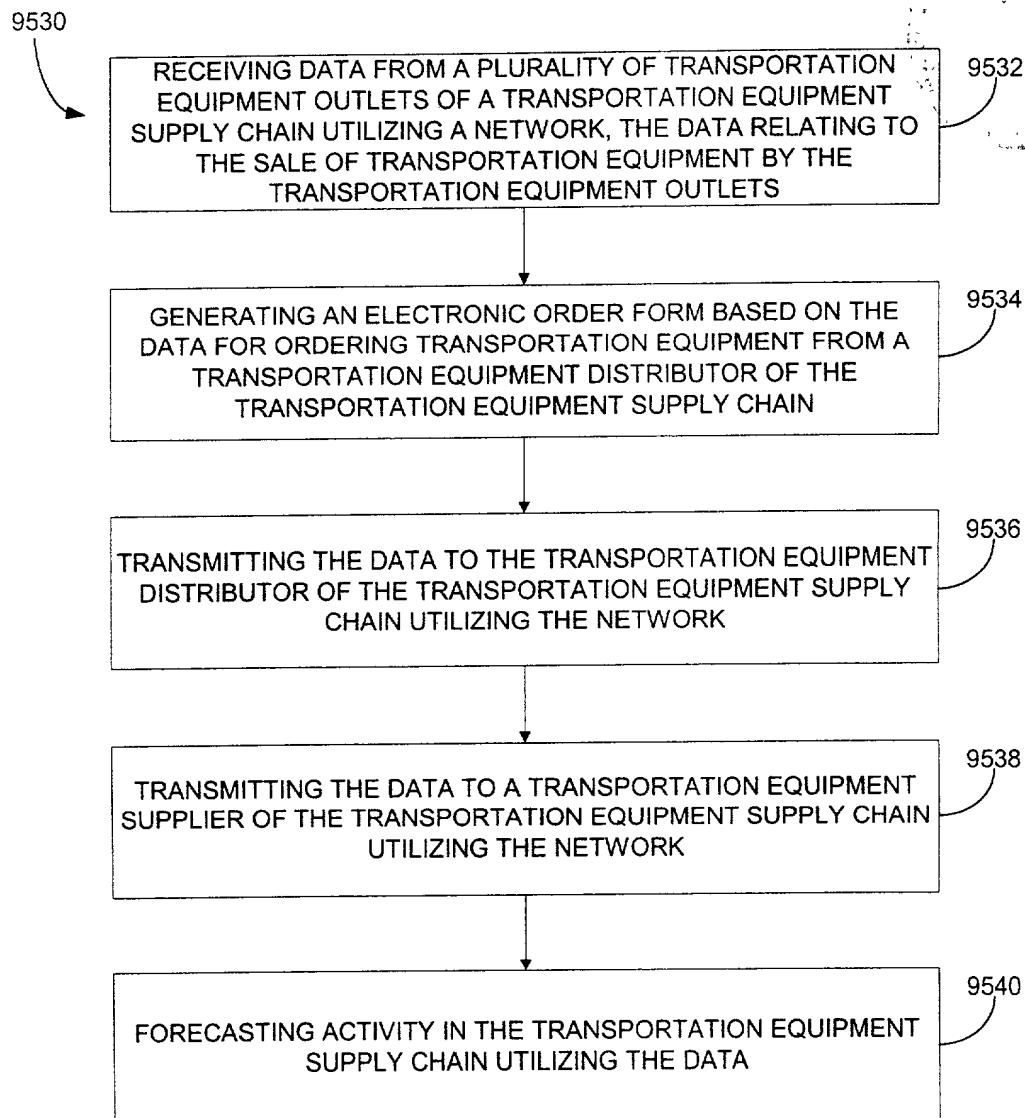 9530
RECEIVING DATA FROM A PLURALITY OF TRANSPORTATION
EQUIPMENT OUTLETS OF A TRANSPORTATION EQUIPMENT
SUPPLY CHAIN UTILIZING A NETWORK, THE DATA RELATING TO
THE SALE OF TRANSPORTATION EQUIPMENT BY THE
TRANSPORTATION EQUIPMENT OUTLETS
9532
GENERATING AN ELECTRONIC ORDER FORM BASED ON THE
DATA FOR ORDERING TRANSPORTATION EQUIPMENT FROM A
TRANSPORTATION EQUIPMENT DISTRIBUTOR OF THE
TRANSPORTATION EQUIPMENT SUPPLY CHAIN
9534
TRANSMITTING THE DATA TO THE TRANSPORTATION EQUIPMENT
DISTRIBUTOR OF THE TRANSPORTATION EQUIPMENT SUPPLY
CHAIN UTILIZING THE NETWORK
9536
TRANSMITTING THE DATA TO A TRANSPORTATION EQUIPMENT
SUPPLIER OF THE TRANSPORTATION EQUIPMENT SUPPLY CHAIN
UTILIZING THE NETWORK
9538
FORECASTING ACTIVITY IN THE TRANSPORTATION EQUIPMENT
SUPPLY CHAIN UTILIZING THE DATA
9540